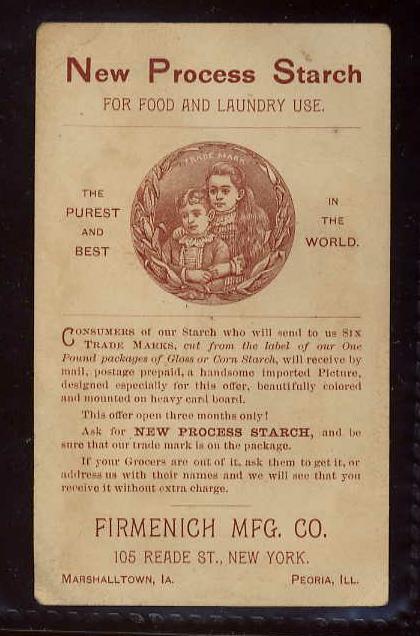 New Process Starch
FOR FOOD AND LAUNDRY USE.
TRADE MARK
THE
PUREST
AND
BEST
IN
THE
WORLD.
CONSUMERS of our Starch who will send to us SIX
TRADE MARKS, cut from the label of our One
Pound packages of Gloss or Corn Starch, will receive by
mail, postage prepaid, a handsome imported Picture,
designed especially for this offer, beautifully colored
and mounted on heavy card board.
This offer open three months only!
Ask for NEW PROCESS STARCH, and be
sure that our trade mark is on the package.
If your Grocers are out of it, ask them to get it, or
address us with their names and we will see that you
receive it without extra charge.
FIRMENICH MFG. CO.
105 READE ST., NEW YORK.
MARSHALLTOWN, IA. PEORIA, ILL.